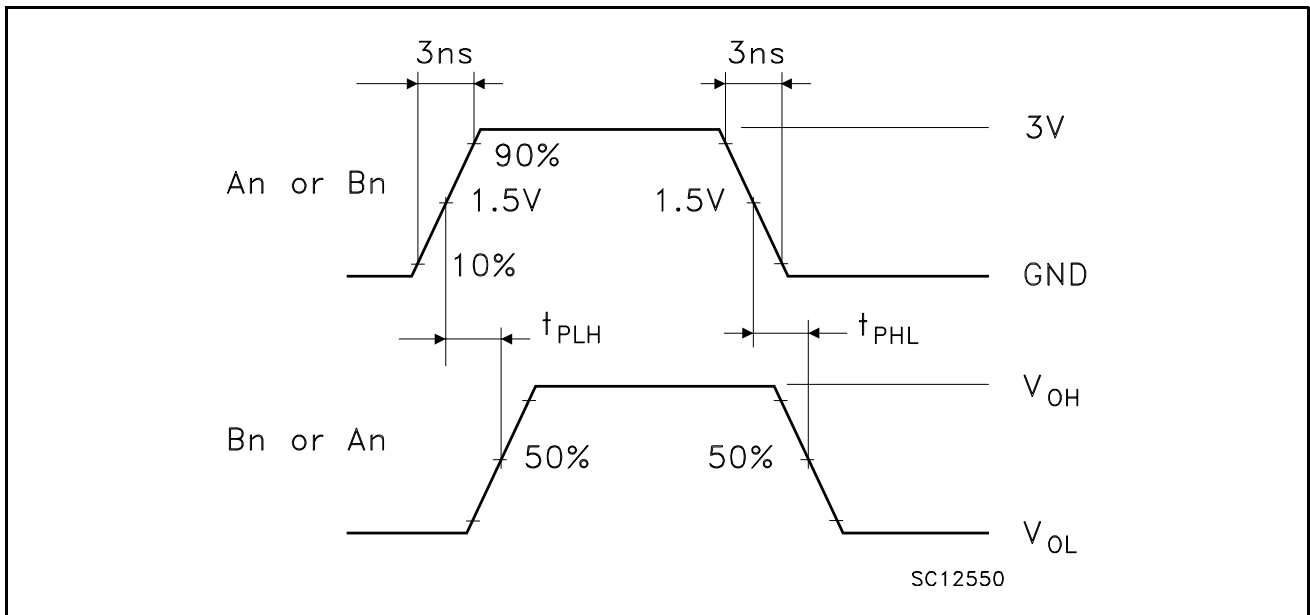 3ns 3ns
3V
90%
An or Bn
1.5V 1.5V
10%
GND
tPLH tPHL
VOH
Bn or An
50% 50%
VOL
SC12550